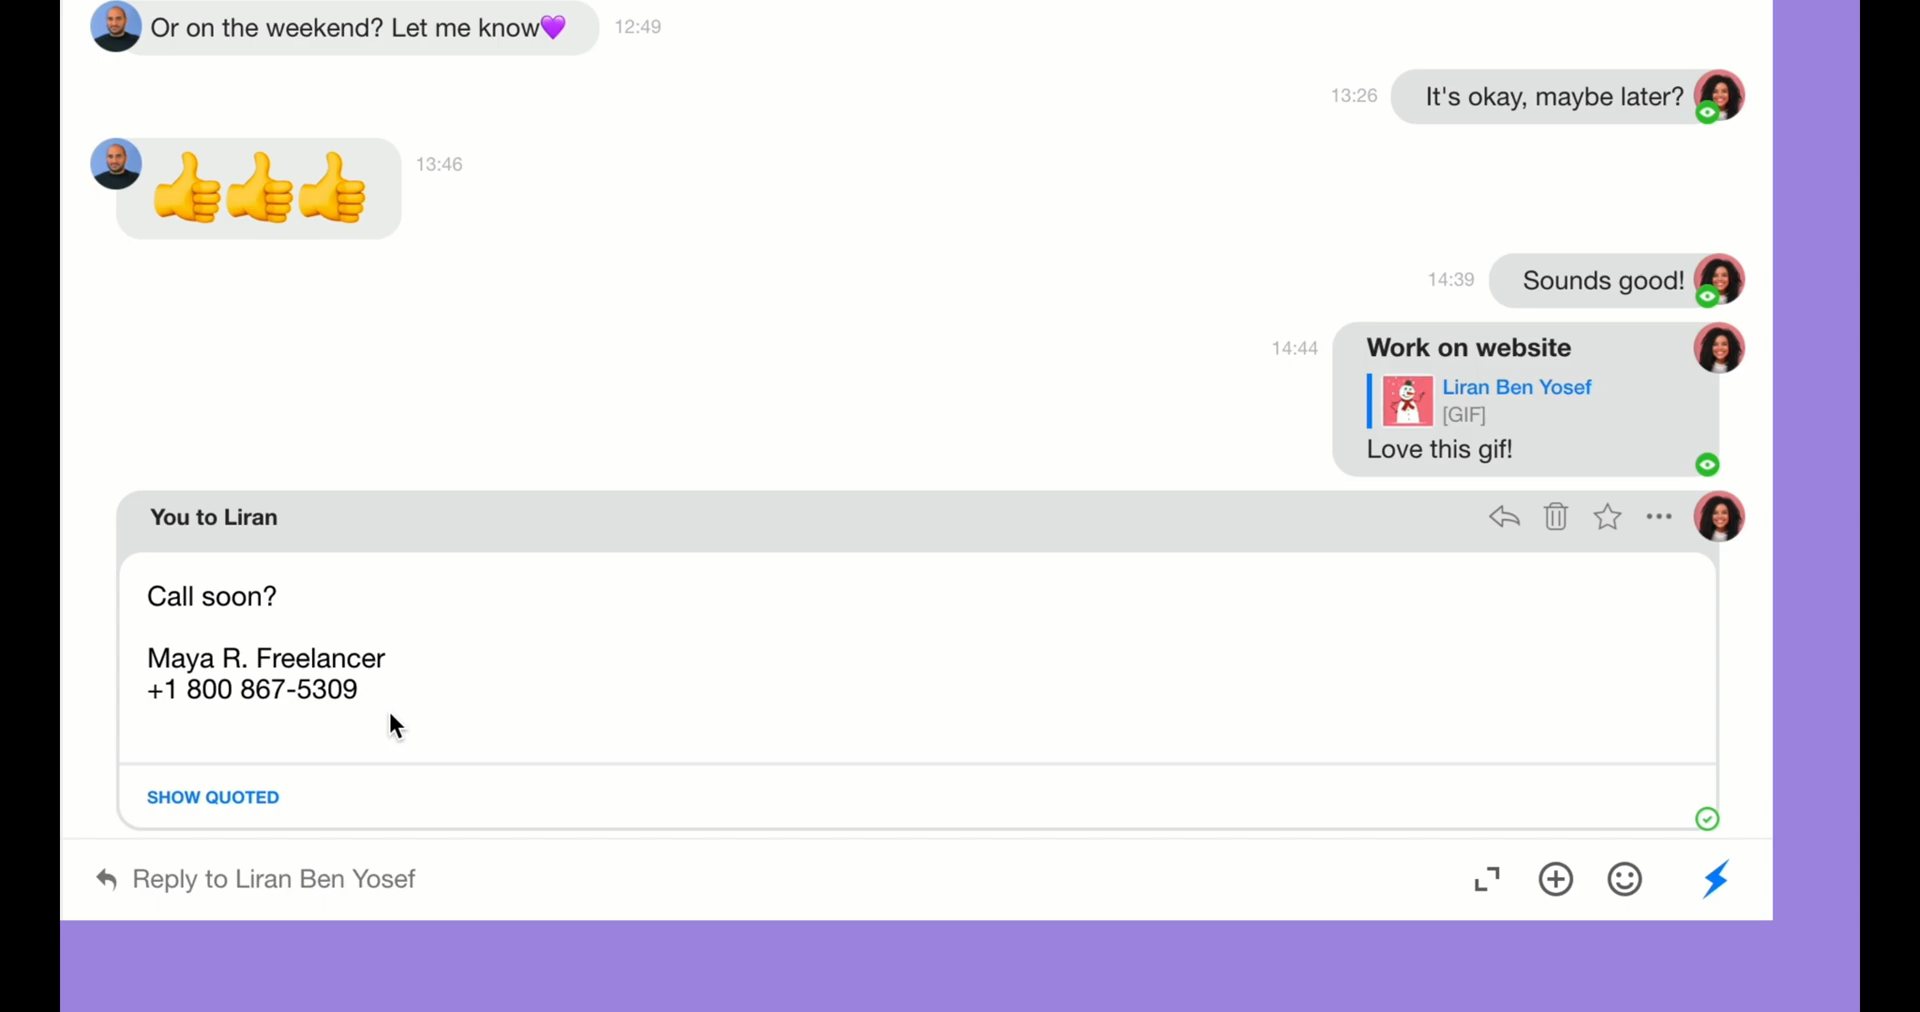 Or on the weekend? Let me know💜 12:49
13:26 It's okay, maybe later?
👍👍👍 13:46
14:39 Sounds good!
14:44 Work on website
Liran Ben Yosef
[GIF]
Love this gif!
You to Liran
Call soon?
Maya R. Freelancer
+1 800 867-5309
SHOW QUOTED
Reply to Liran Ben Yosef